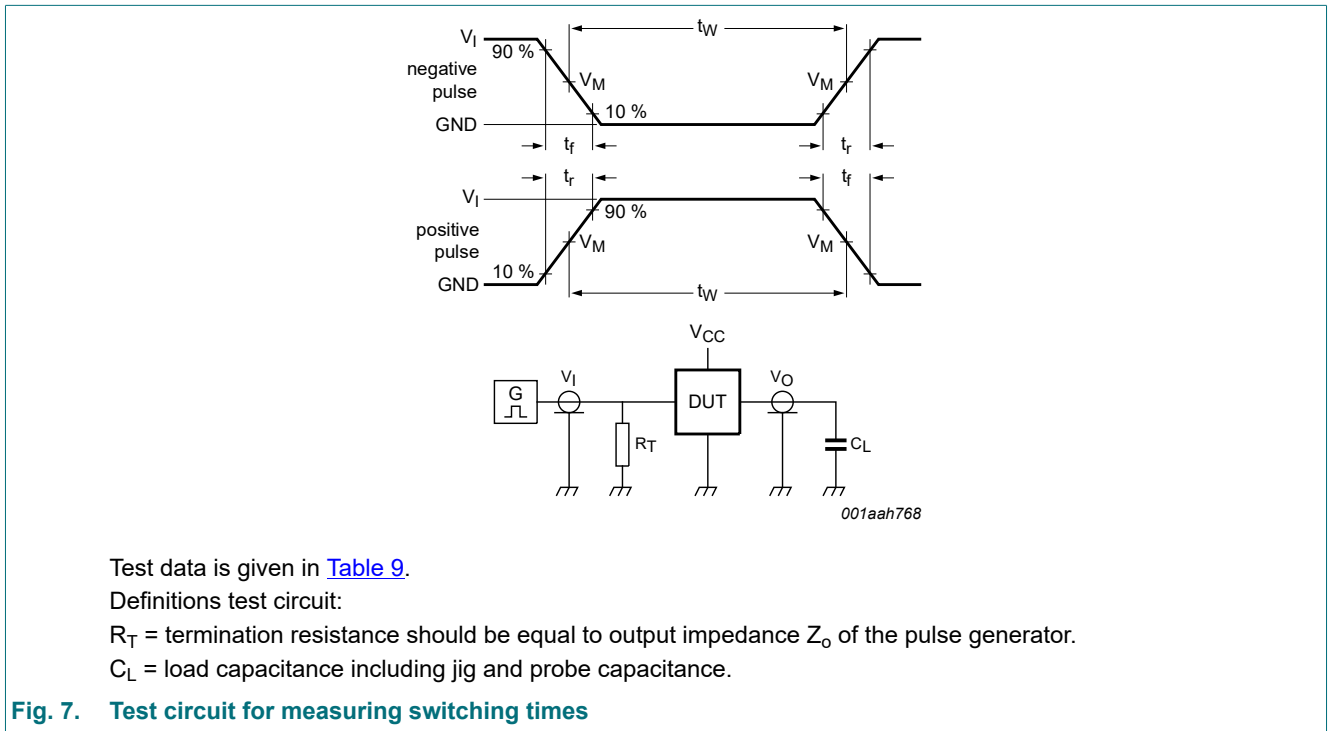 tW
VI
90 %
negative
pulse
VM
VM
10 %
GND
tf
tr
tr
tf
VI
90 %
positive
pulse
VM
VM
10 %
GND
tW
VCC
G
VI
DUT
VO
RT
CL
001aah768
Test data is given in Table 9.
Definitions test circuit:
RT = termination resistance should be equal to output impedance Zo of the pulse generator.
CL = load capacitance including jig and probe capacitance.
Fig. 7. Test circuit for measuring switching times